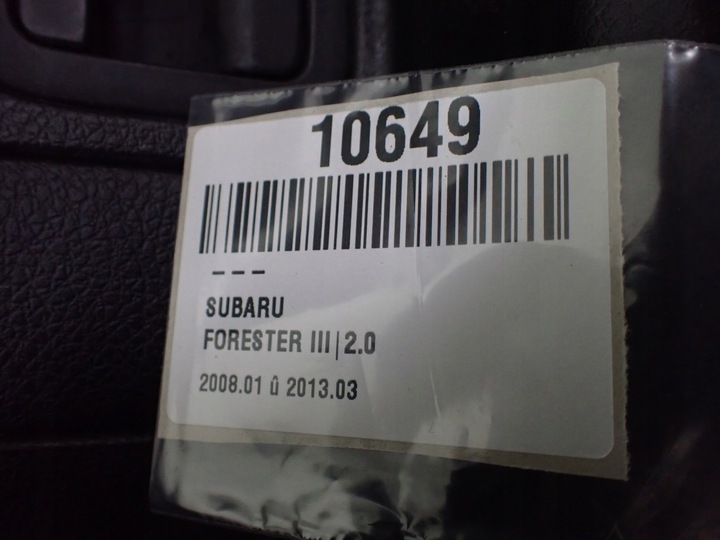 10649
---
SUBARU
FORESTER III|2.0
2008.01 û 2013.03